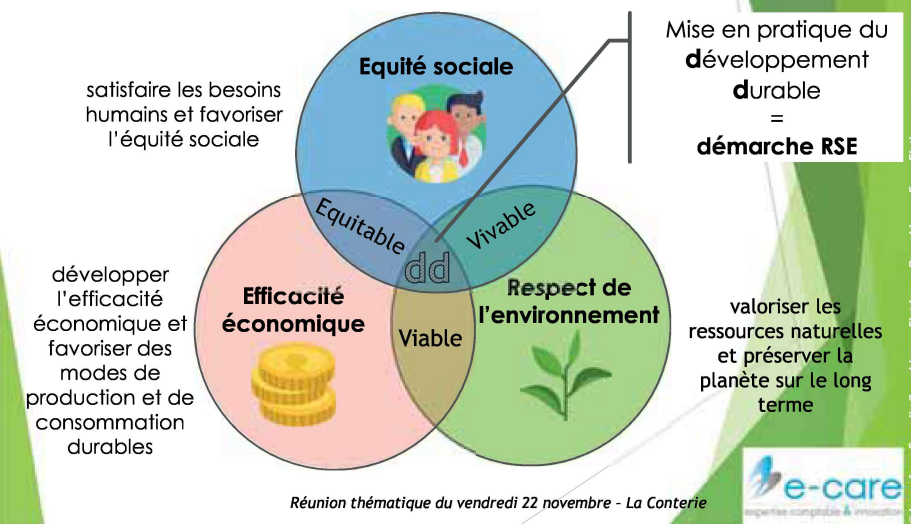 Mise en pratique du
développement
durable
=
démarche RSE
Equité sociale
satisfaire les besoins
humains et favoriser
l'équité sociale
Equitable
Vivable
dd
Viable
développer
l'efficacité
économique et
favoriser des
modes de
production et de
consommation
durables
Efficacité
économique
Respect de
l'environnement
valoriser les
ressources naturelles
et préserver la
planète sur le long
terme
Réunion thématique du vendredi 22 novembre – La Conterie
e-care
expertise comptable & innovation